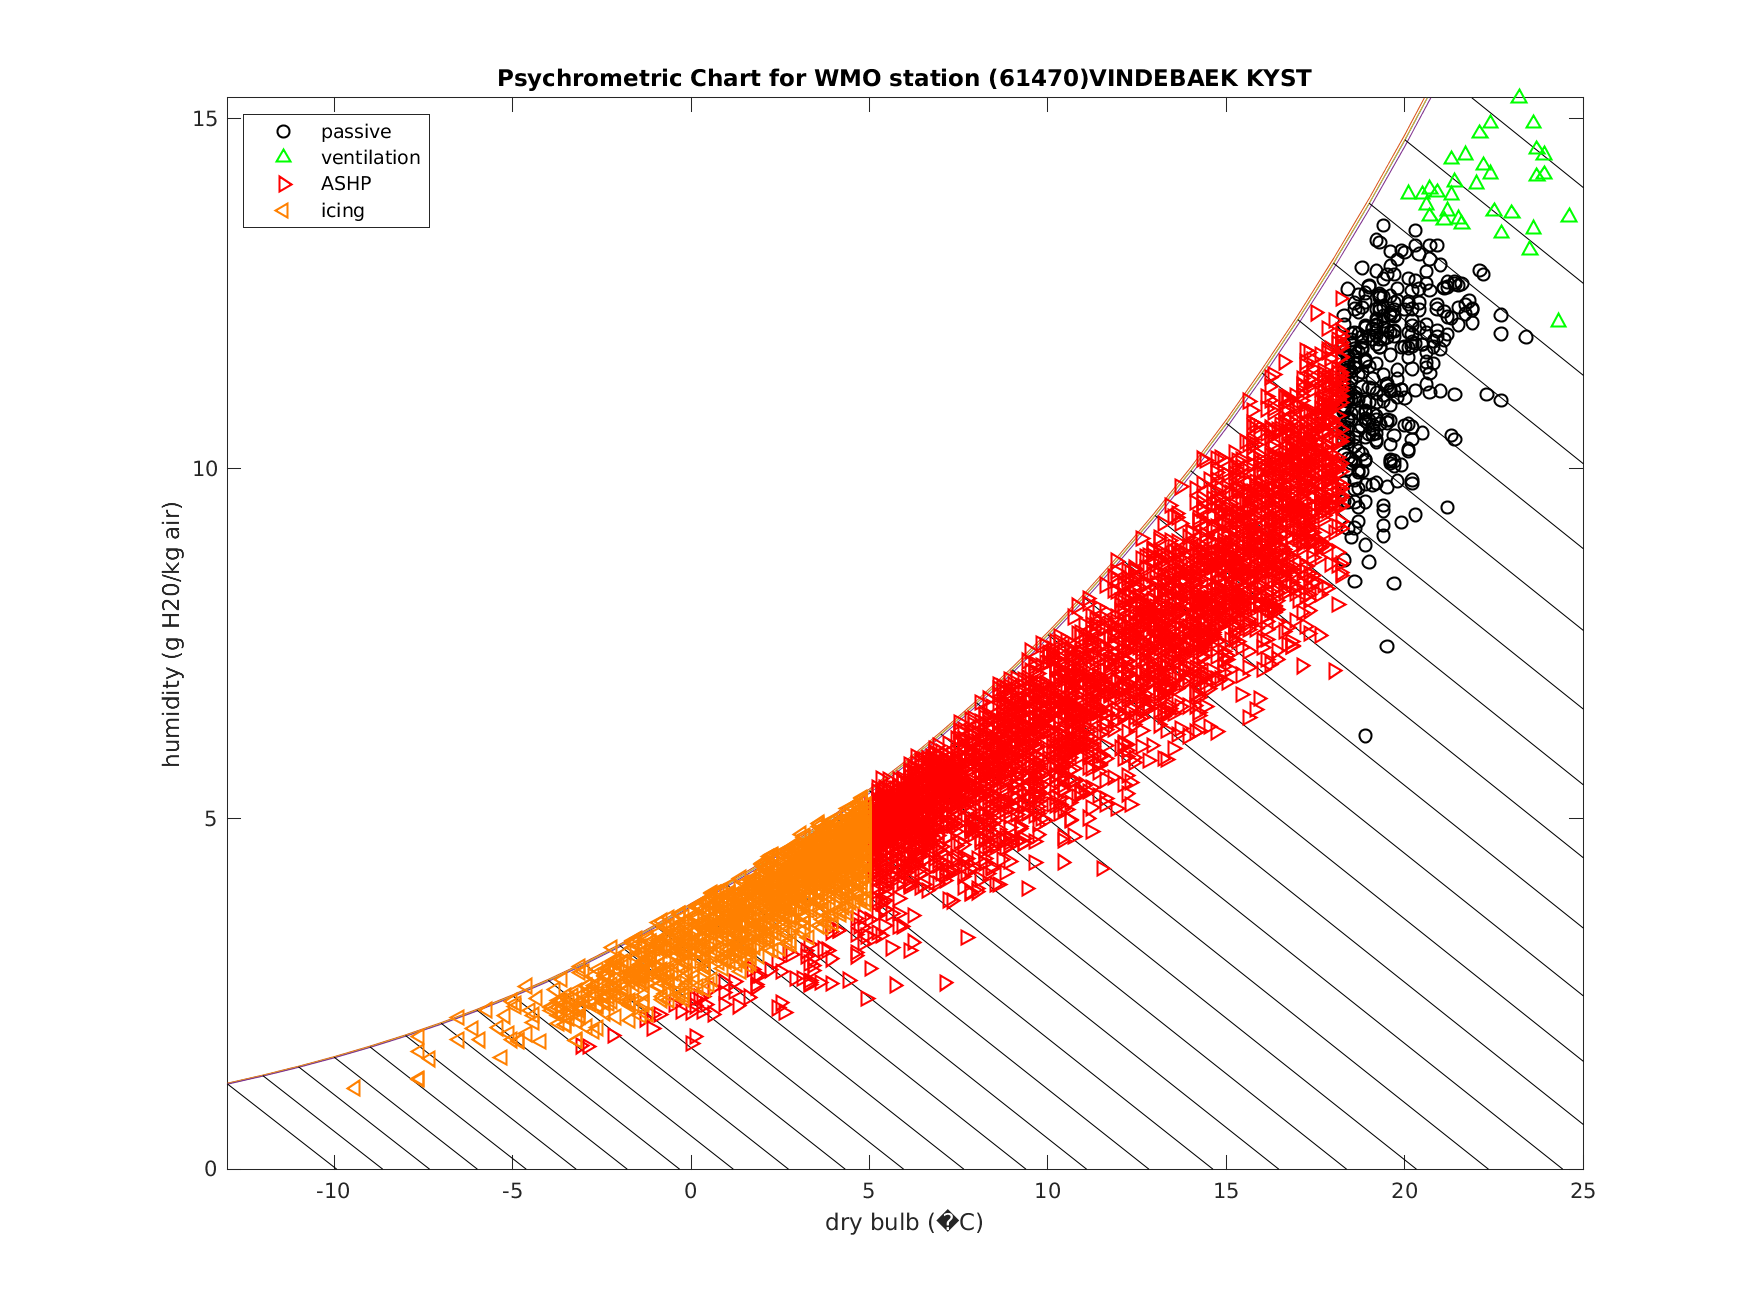 Psychrometric Chart for WMO station (61470)VINDEBAEK KYST
passive
ventilation
ASHP
icing
15
10
5
0
humidity (g H20/kg air)
-10
-5
0
5
10
15
20
25
dry bulb (�C)